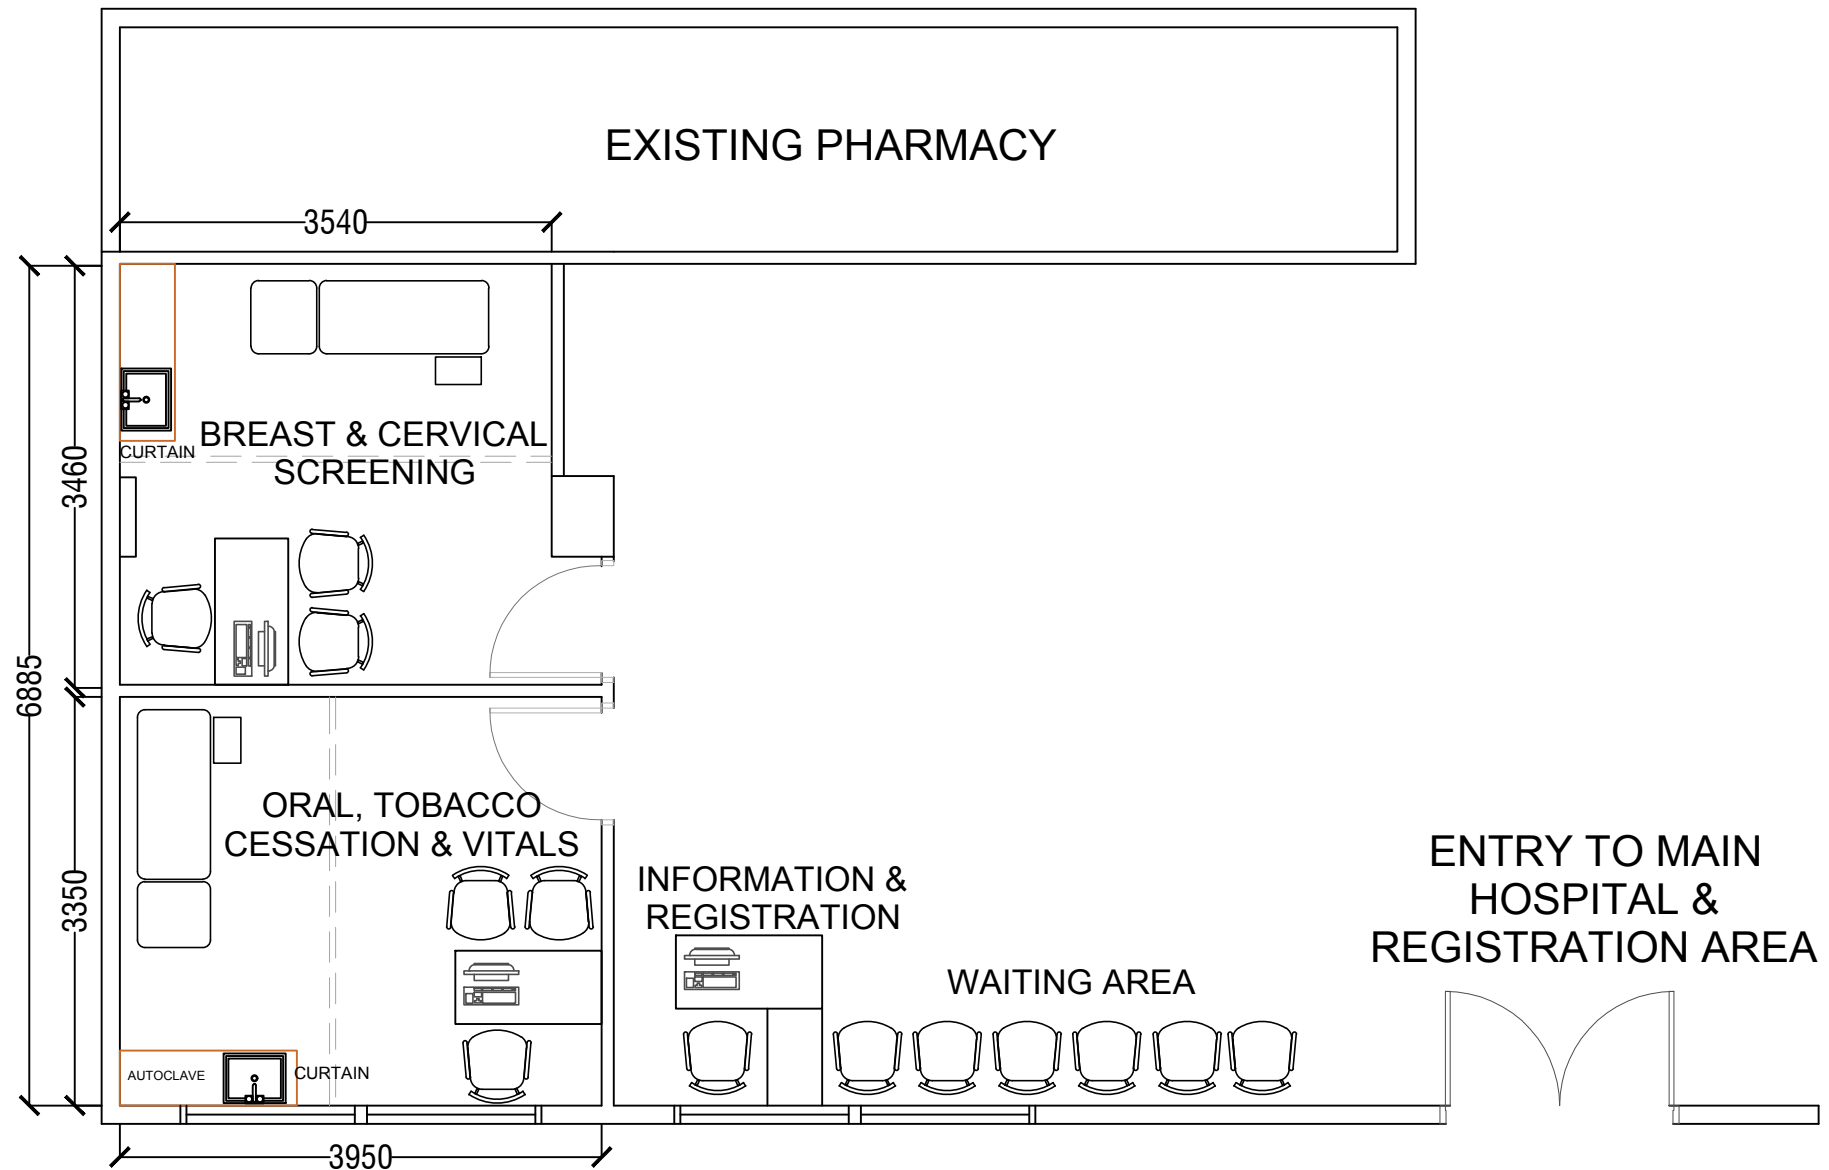 EXISTING PHARMACY
3540
BREAST & CERVICAL
SCREENING
CURTAIN
3460
6885
3350
ORAL, TOBACCO
CESSATION & VITALS
INFORMATION &
REGISTRATION
WAITING AREA
ENTRY TO MAIN
HOSPITAL &
REGISTRATION AREA
AUTOCLAVE
CURTAIN
3950